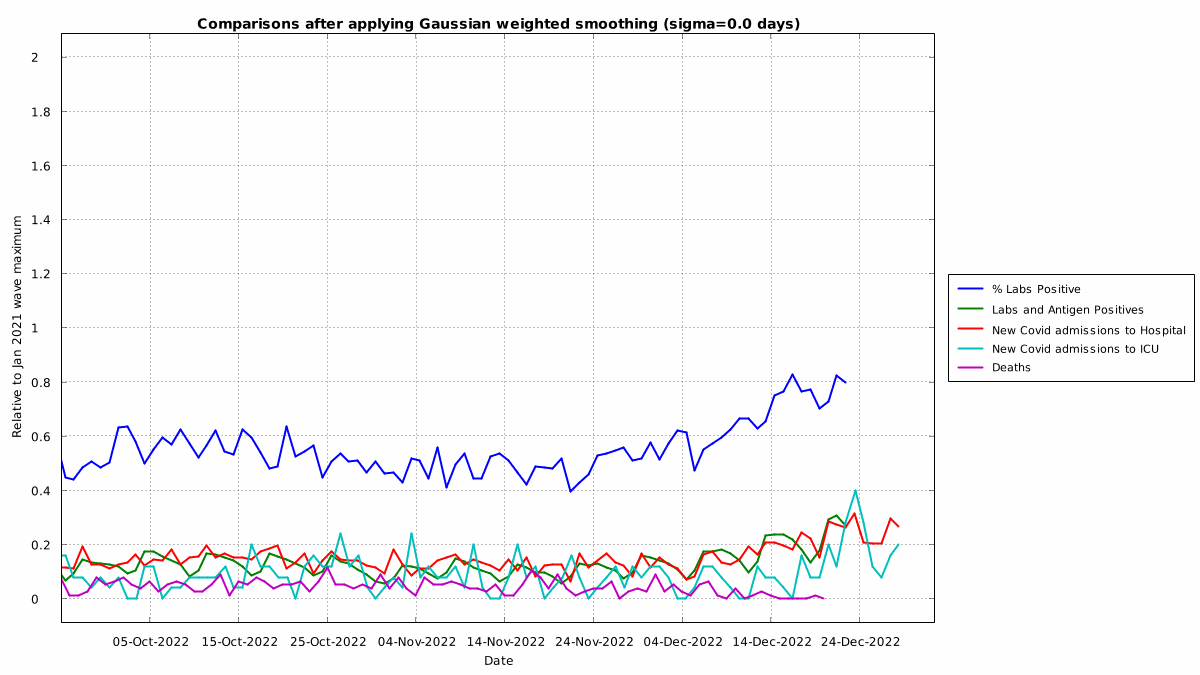 Comparisons after applying Gaussian weighted smoothing (sigma=0.0 days)
Relative to Jan 2021 wave maximum
2
1.8
1.6
1.4
1.2
1
0.8
0.6
0.4
0.2
0
05-Oct-2022 15-Oct-2022 25-Oct-2022 04-Nov-2022 14-Nov-2022 24-Nov-2022 04-Dec-2022 14-Dec-2022 24-Dec-2022
Date
% Labs Positive
Labs and Antigen Positives
New Covid admissions to Hospital
New Covid admissions to ICU
Deaths